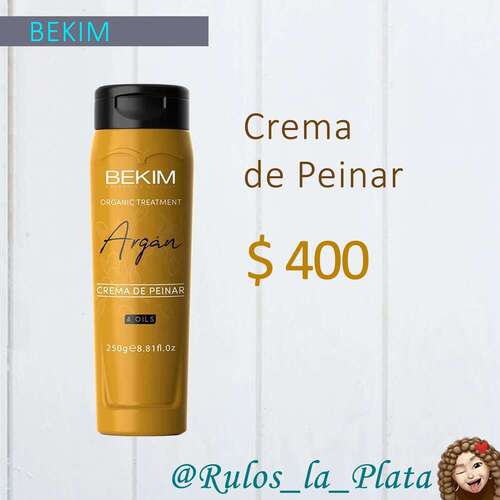 BEKIM
Crema
de Peinar
$ 400
BEKIM
ORGANIC TREATMENT
Argán
CREMA DE PEINAR
4 OILS
250g℮8.81fl.oz
@Rulos_la_Plata